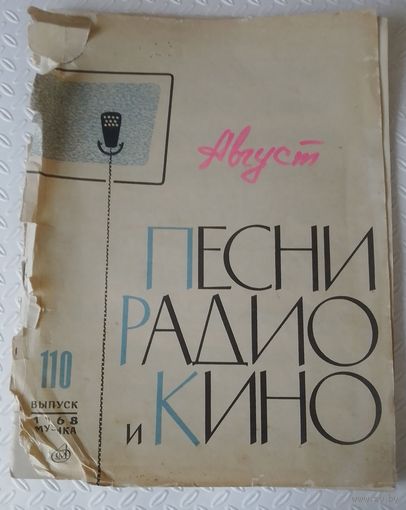 Август
ПЕСНИ
РАДИО
и КИНО
110
ВЫПУСК
1968
МУЗЫКА